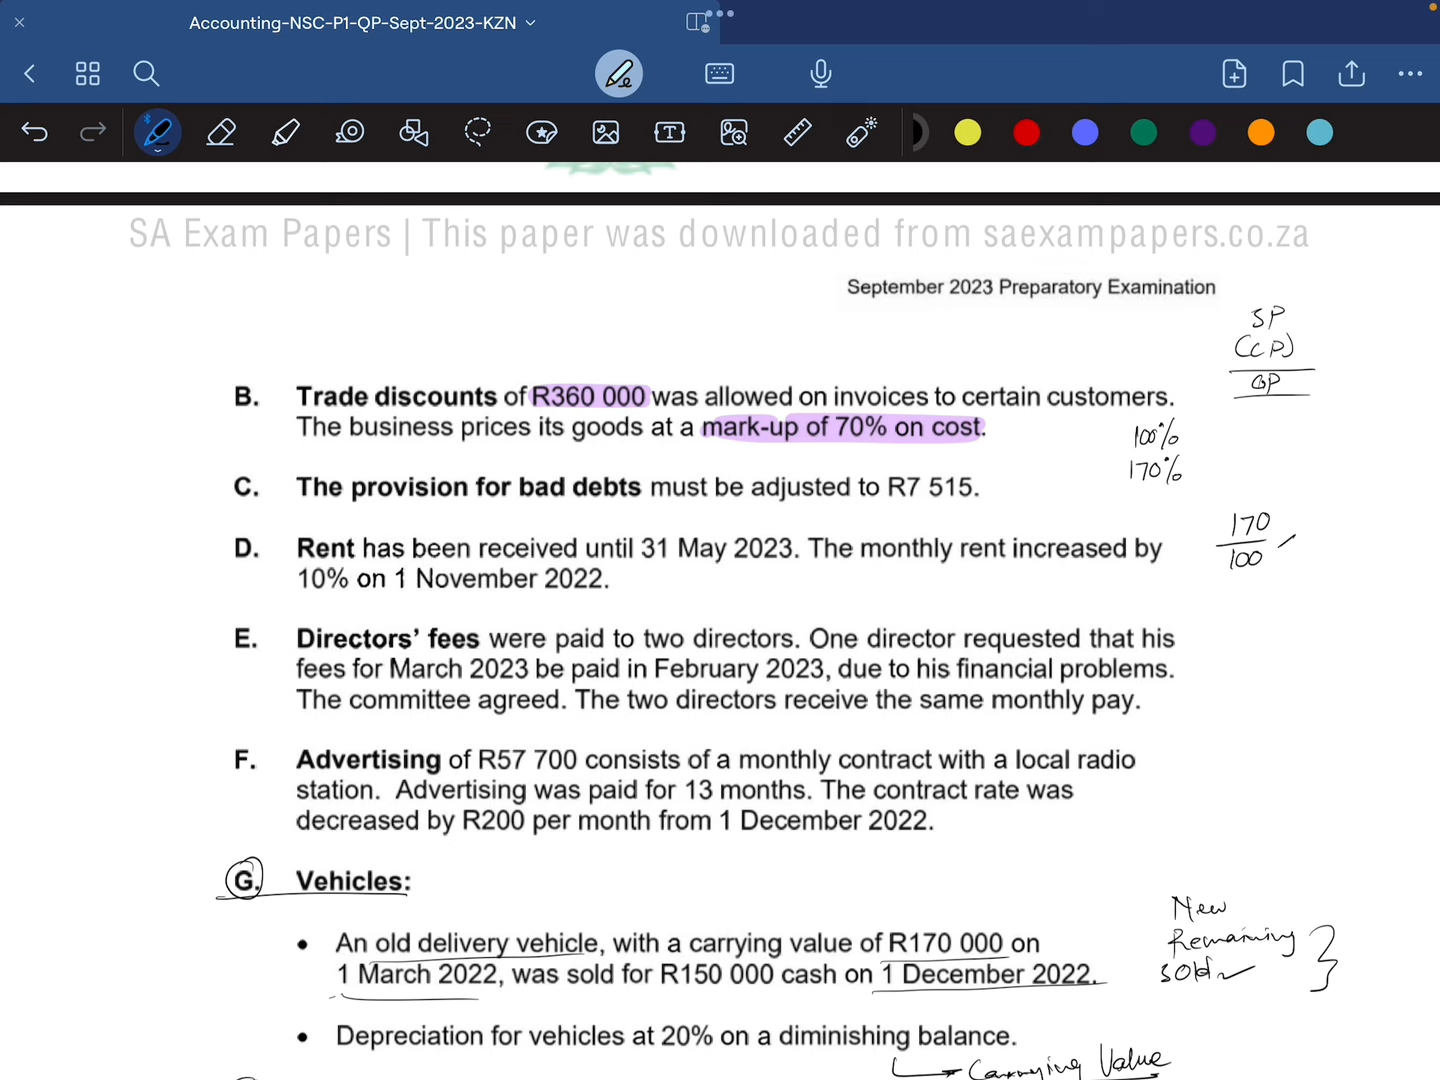 Accounting-NSC-P1-QP-Sept-2023-KZN
SA Exam Papers | This paper was downloaded from saexampapers.co.za
September 2023 Preparatory Examination
SP
(CP)
GP
B. Trade discounts of R360 000 was allowed on invoices to certain customers.
The business prices its goods at a mark-up of 70% on cost.
100%
170%
C. The provision for bad debts must be adjusted to R7 515.
170
100
D. Rent has been received until 31 May 2023. The monthly rent increased by
10% on 1 November 2022.
E. Directors' fees were paid to two directors. One director requested that his
fees for March 2023 be paid in February 2023, due to his financial problems.
The committee agreed. The two directors receive the same monthly pay.
F. Advertising of R57 700 consists of a monthly contract with a local radio
station. Advertising was paid for 13 months. The contract rate was
decreased by R200 per month from 1 December 2022.
G. Vehicles:
New
Remaining
Sold
• An old delivery vehicle, with a carrying value of R170 000 on
1 March 2022, was sold for R150 000 cash on 1 December 2022.
• Depreciation for vehicles at 20% on a diminishing balance.
Carrying Value